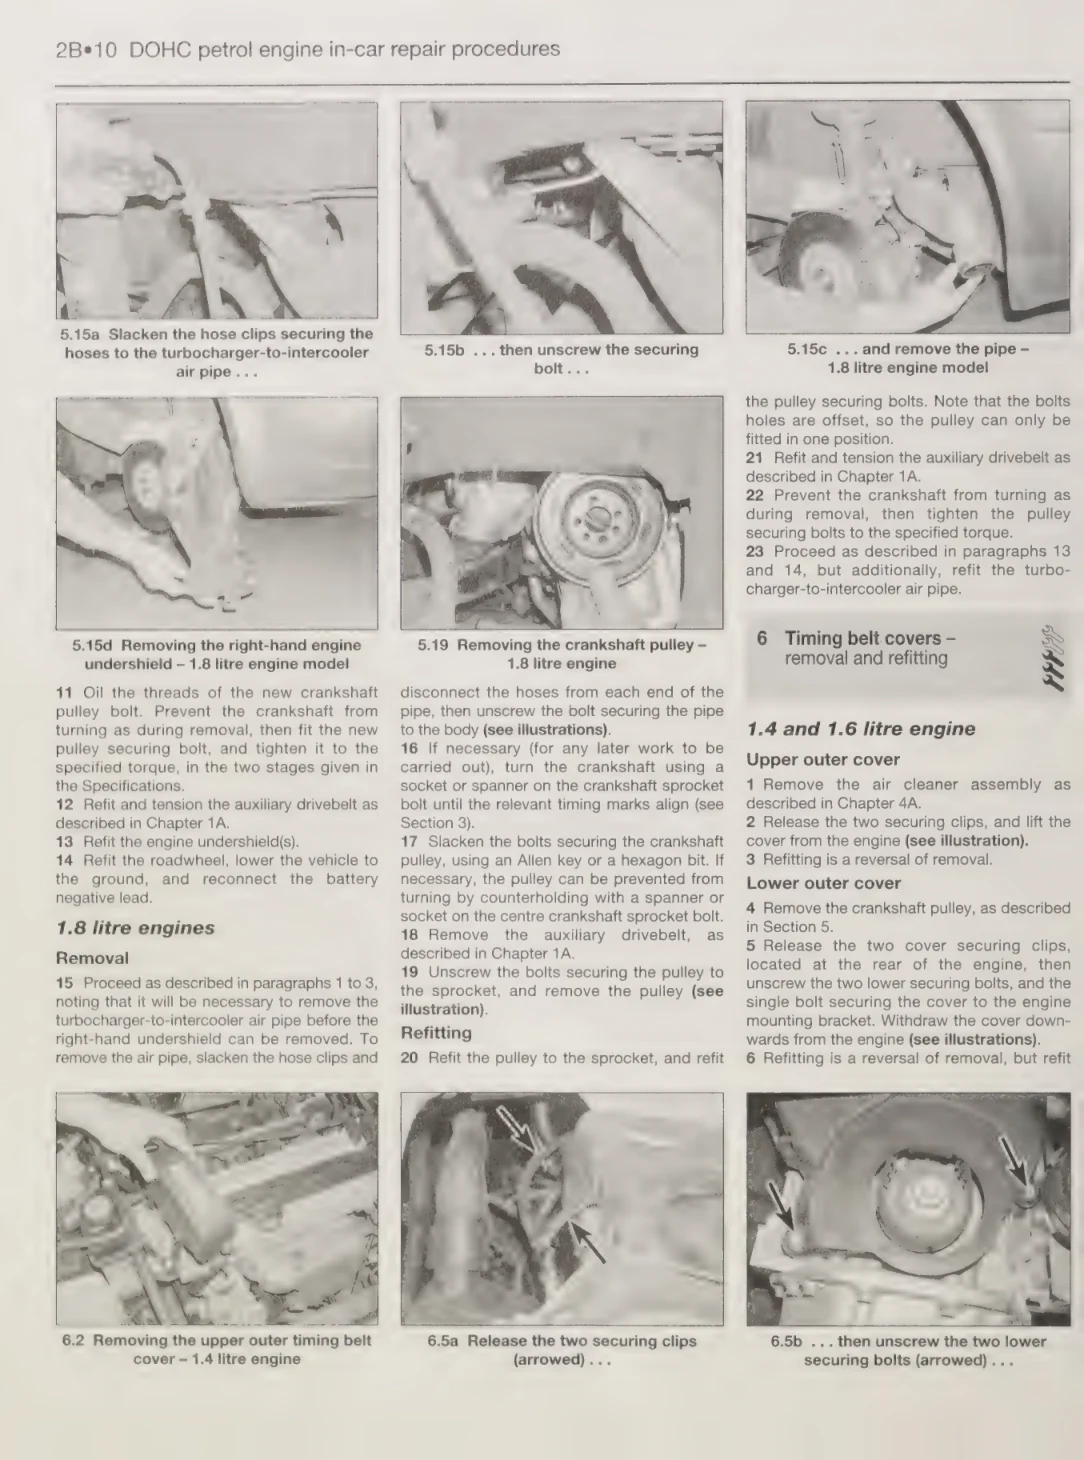 2B•10 DOHC petrol engine in-car repair procedures
5.15a Slacken the hose clips securing the
hoses to the turbocharger-to-intercooler
air pipe . . .
5.15b . . . then unscrew the securing
bolt . . .
5.15c . . . and remove the pipe –
1.8 litre engine model
5.15d Removing the right-hand engine
undershield – 1.8 litre engine model
5.19 Removing the crankshaft pulley –
1.8 litre engine
11 Oil the threads of the new crankshaft
pulley bolt. Prevent the crankshaft from
turning as during removal, then fit the new
pulley securing bolt, and tighten it to the
specified torque, in the two stages given in
the Specifications.
12 Refit and tension the auxiliary drivebelt as
described in Chapter 1A.
13 Refit the engine undershield(s).
14 Refit the roadwheel, lower the vehicle to
the ground, and reconnect the battery
negative lead.
1.8 litre engines
Removal
15 Proceed as described in paragraphs 1 to 3,
noting that it will be necessary to remove the
turbocharger-to-intercooler air pipe before the
right-hand undershield can be removed. To
remove the air pipe, slacken the hose clips and
disconnect the hoses from each end of the
pipe, then unscrew the bolt securing the pipe
to the body (see illustrations).
16 If necessary (for any later work to be
carried out), turn the crankshaft using a
socket or spanner on the crankshaft sprocket
bolt until the relevant timing marks align (see
Section 3).
17 Slacken the bolts securing the crankshaft
pulley, using an Allen key or a hexagon bit. If
necessary, the pulley can be prevented from
turning by counterholding with a spanner or
socket on the centre crankshaft sprocket bolt.
18 Remove the auxiliary drivebelt, as
described in Chapter 1A.
19 Unscrew the bolts securing the pulley to
the sprocket, and remove the pulley (see
illustration).
Refitting
20 Refit the pulley to the sprocket, and refit
the pulley securing bolts. Note that the bolts
holes are offset, so the pulley can only be
fitted in one position.
21 Refit and tension the auxiliary drivebelt as
described in Chapter 1A.
22 Prevent the crankshaft from turning as
during removal, then tighten the pulley
securing bolts to the specified torque.
23 Proceed as described in paragraphs 13
and 14, but additionally, refit the turbo-
charger-to-intercooler air pipe.
6 Timing belt covers –
removal and refitting
1.4 and 1.6 litre engine
Upper outer cover
1 Remove the air cleaner assembly as
described in Chapter 4A.
2 Release the two securing clips, and lift the
cover from the engine (see illustration).
3 Refitting is a reversal of removal.
Lower outer cover
4 Remove the crankshaft pulley, as described
in Section 5.
5 Release the two cover securing clips,
located at the rear of the engine, then
unscrew the two lower securing bolts, and the
single bolt securing the cover to the engine
mounting bracket. Withdraw the cover down-
wards from the engine (see illustrations).
6 Refitting is a reversal of removal, but refit
6.2 Removing the upper outer timing belt
cover – 1.4 litre engine
6.5a Release the two securing clips
(arrowed) . . .
6.5b . . . then unscrew the two lower
securing bolts (arrowed) . . .